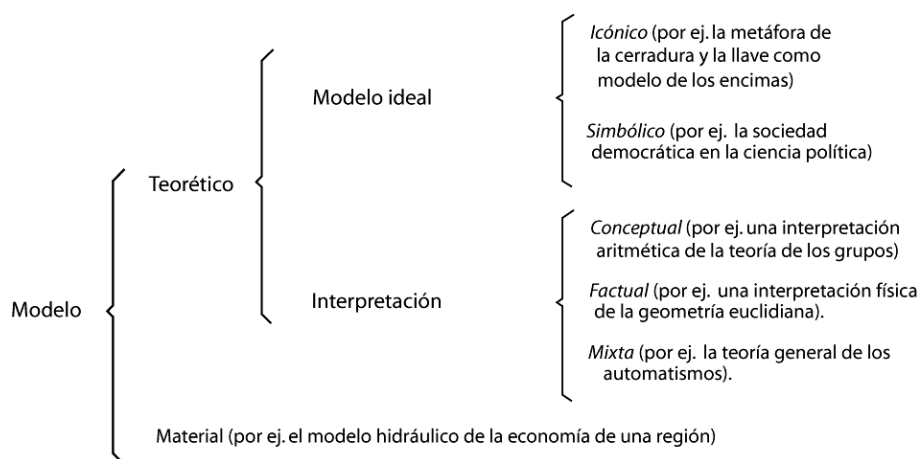 Icónico (por ej. la metáfora de
la cerradura y la llave como
modelo de los encimas)
Modelo ideal
Simbólico (por ej. la sociedad
democrática en la ciencia política)
Teorético
Conceptual (por ej. una interpretación
aritmética de la teoría de los grupos)
Interpretación
Factual (por ej. una interpretación física
de la geometría euclidiana).
Modelo
Mixta (por ej. la teoría general de los
automatismos).
Material (por ej. el modelo hidráulico de la economía de una región)